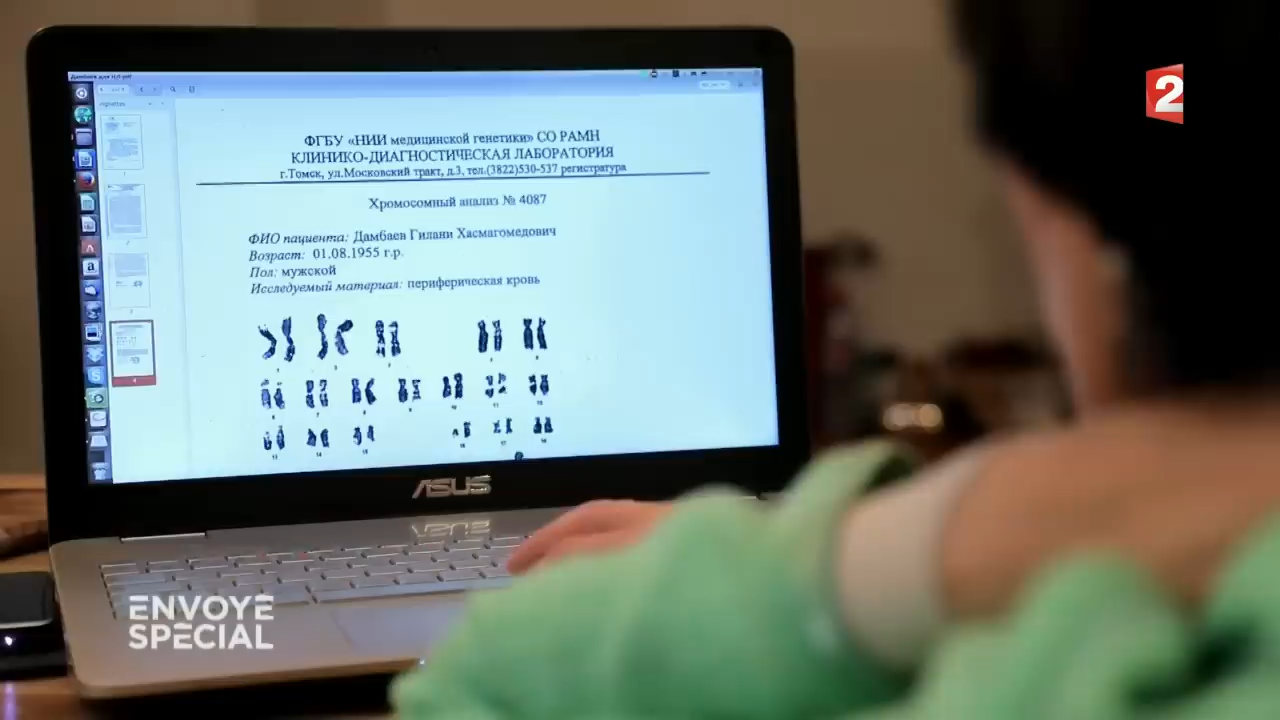 2
ФГБУ «НИИ медицинской генетики» СО РАМН
КЛИНИКО-ДИАГНОСТИЧЕСКАЯ ЛАБОРАТОРИЯ
г.Томск, ул.Московский тракт, д.3, тел.(3822)530-537 регистратура
Хромосомный анализ № 4087
ФИО пациента: Дамбаев Гилани Хасмагомедович
Возраст: 01.08.1955 г.р.
Пол: мужской
Исследуемый материал: периферическая кровь
ASUS
ENVOYÉ
SPÉCIAL